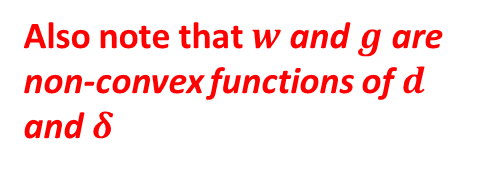 Also note that w and g are
non-convex functions of d
and δ